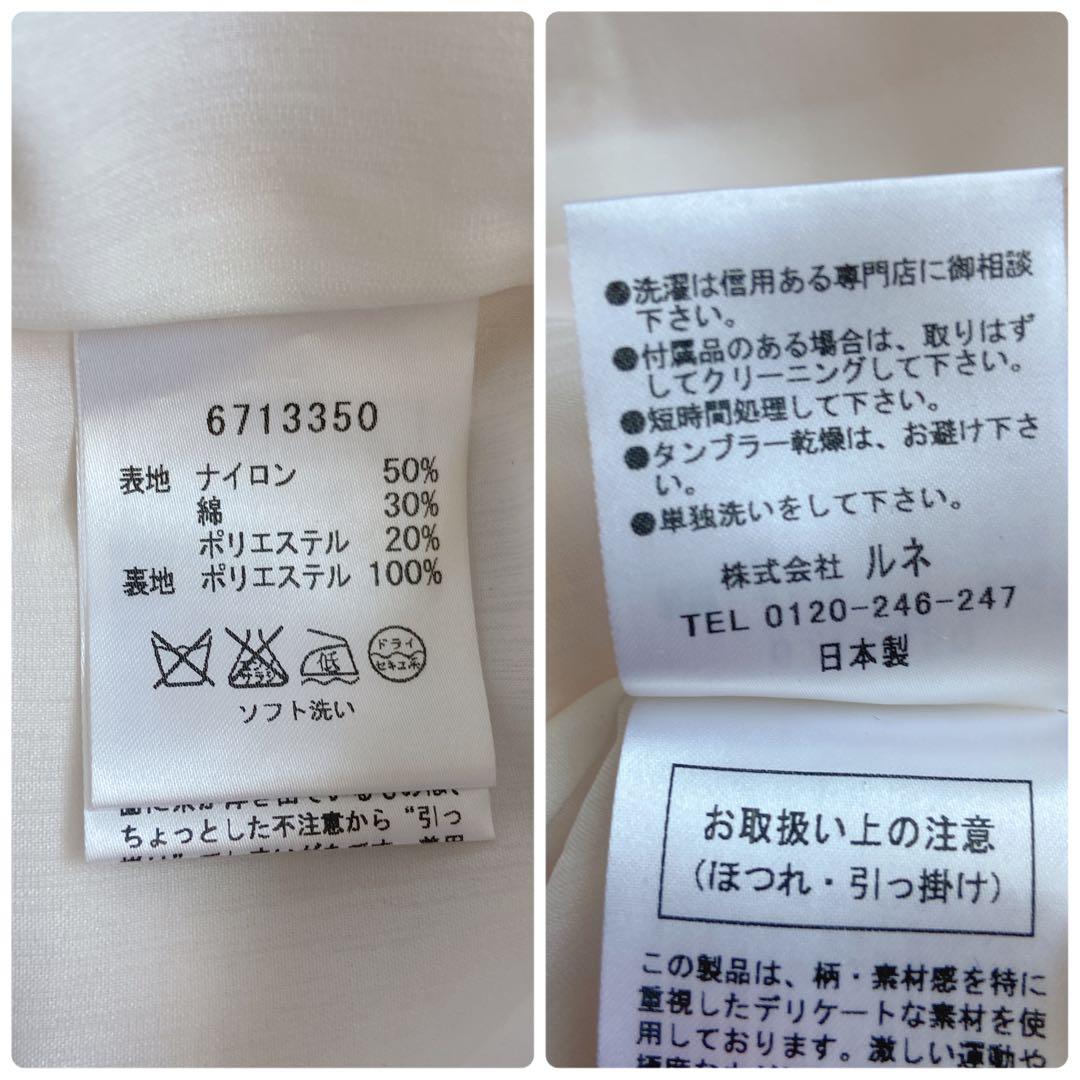 6713350
表地 ナイロン 50%
綿 30%
ポリエステル 20%
裏地 ポリエステル 100%
エンソ
サラシ
低
ドライ
セキユ系
ソフト洗い
ちょっとした不注意から“引っ
●洗濯は信用ある専門店に御相談
下さい。
●付属品のある場合は、取りはず
してクリーニングして下さい。
●短時間処理して下さい。
●タンブラー乾燥は、お避け下さ
い。
●単独洗いをして下さい。
株式会社 ルネ
TEL 0120-246-247
日本製
お取扱い上の注意
(ほつれ・引っ掛け)
この製品は、柄・素材感を特に
重視したデリケートな素材を使
用しております。激しい運動や